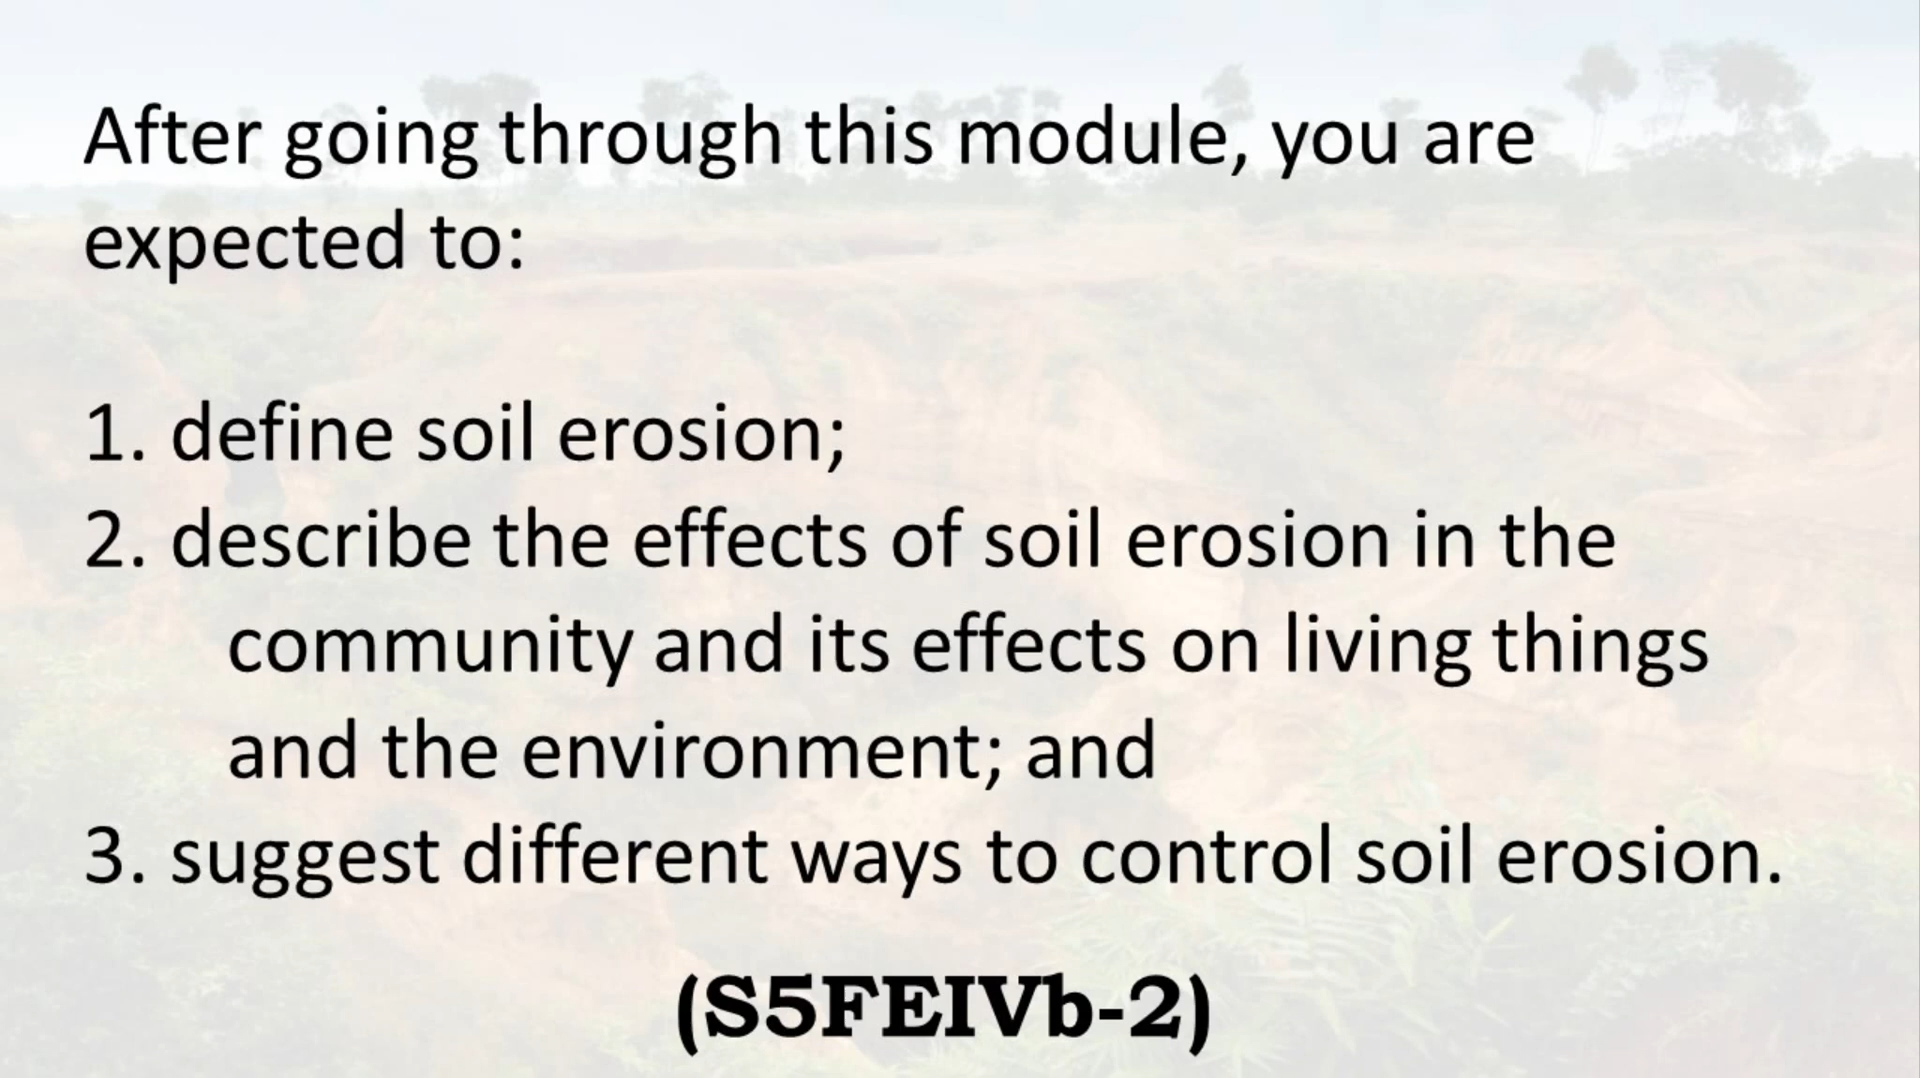 After going through this module, you are
expected to:
1. define soil erosion;
2. describe the effects of soil erosion in the
community and its effects on living things
and the environment; and
3. suggest different ways to control soil erosion.
(S5FEIVb-2)